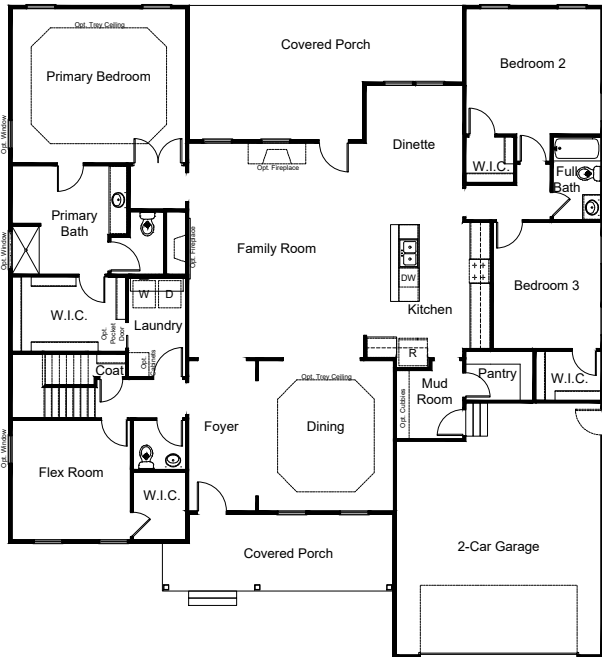 Opt. Trey Ceiling
Covered Porch
Bedroom 2
Primary Bedroom
Opt. Window
Dinette
W.I.C.
Full
Bath
Opt. Fireplace
Primary
Bath
Opt. Window
Opt. Fireplace
Family Room
DW
Bedroom 3
W
D
Kitchen
W.I.C.
Opt.
Pocket
Door
Laundry
Opt.
Cabinets
R
Coat
Mud
Room
Pantry
W.I.C.
Opt. Cubbies
Opt. Trey Ceiling
Foyer
Dining
Opt. Window
Flex Room
W.I.C.
Covered Porch
2-Car Garage